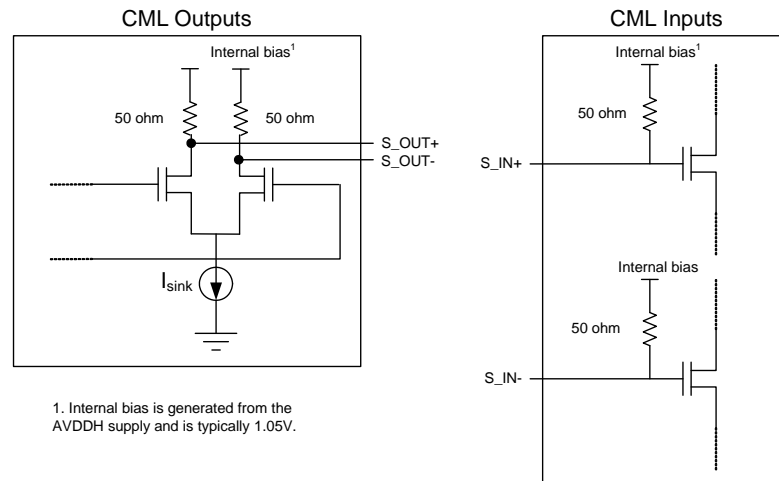 CML Outputs
Internal bias1
50 ohm
50 ohm
S_OUT+
S_OUT-
Isink
1. Internal bias is generated from the
AVDDH supply and is typically 1.05V.
CML Inputs
Internal bias1
50 ohm
S_IN+
Internal bias
50 ohm
S_IN-